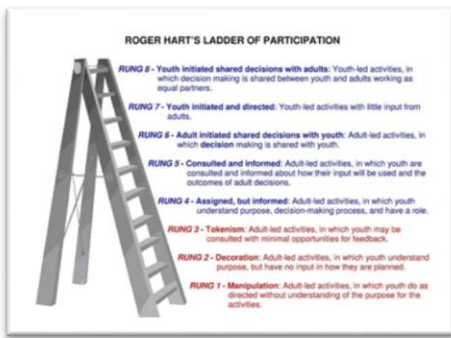 ROGER HART'S LADDER OF PARTICIPATION
RUNG 8 - Youth initiated shared decisions with adults: Youth-led activities, in
which decision making is shared between youth and adults working as
equal partners.
RUNG 7 - Youth initiated and directed: Youth-led activities with little input from
adults.
RUNG 6 - Adult initiated shared decisions with youth: Adult-led activities, in
which decision making is shared with youth.
RUNG 5 - Consulted and informed: Adult-led activities, in which youth are
consulted and informed about how their input will be used and the
outcomes of adult decisions.
RUNG 4 - Assigned, but informed: Adult-led activities, in which youth
understand purpose, decision-making process, and have a role.
RUNG 3 - Tokenism: Adult-led activities, in which youth may be
consulted with minimal opportunities for feedback.
RUNG 2 - Decoration: Adult-led activities, in which youth understand
purpose, but have no input in how they are planned.
RUNG 1 - Manipulation: Adult-led activities, in which youth do as
directed without understanding of the purpose for the
activities.